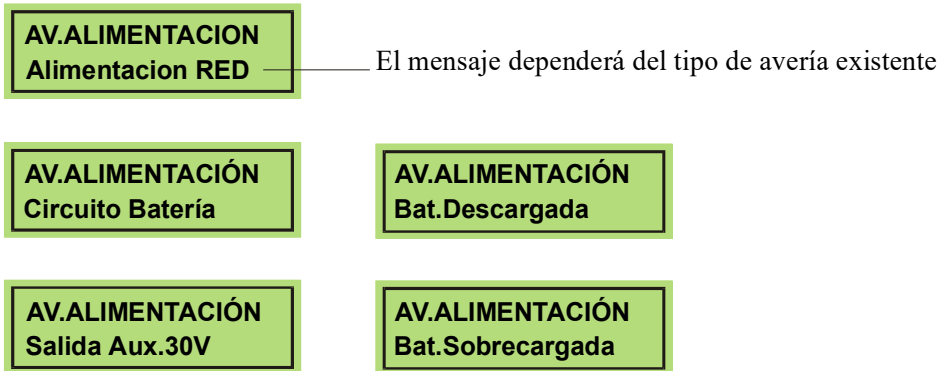 AV.ALIMENTACION
Alimentacion RED
El mensaje dependerá del tipo de avería existente
AV.ALIMENTACIÓN
Circuito Batería
AV.ALIMENTACIÓN
Bat.Descargada
AV.ALIMENTACIÓN
Salida Aux.30V
AV.ALIMENTACIÓN
Bat.Sobrecargada